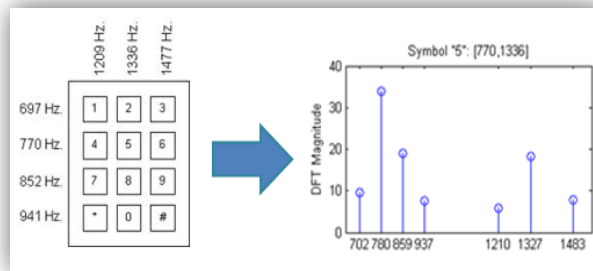 1209 Hz.
1336 Hz.
1477 Hz.
697 Hz. 1 2 3
770 Hz. 4 5 6
852 Hz. 7 8 9
941 Hz. * 0 #
Symbol "5": [770,1336]
DFT Magnitude
40
30
20
10
0
702 780 859 937 1210 1327 1483